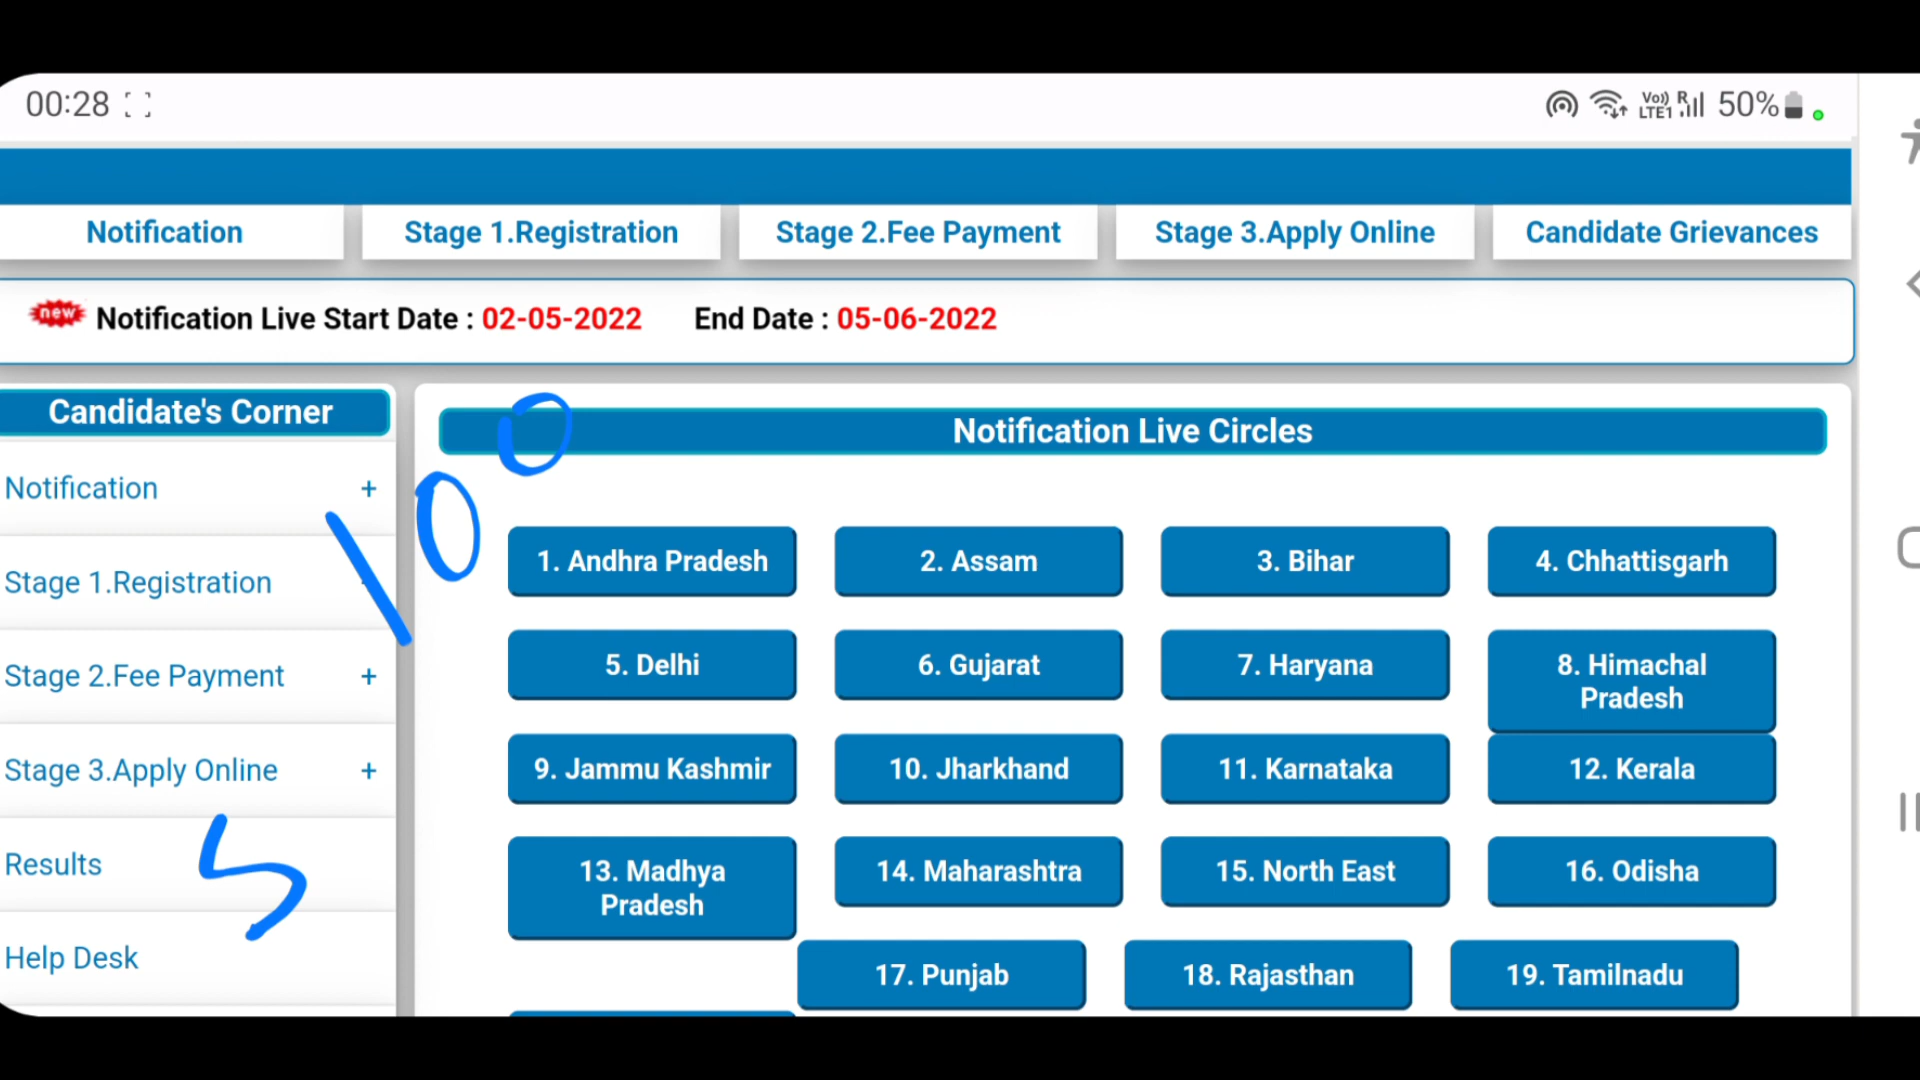 00:28 Vo)) LTE1 R 50%
Notification Stage 1.Registration Stage 2.Fee Payment Stage 3.Apply Online Candidate Grievances
new Notification Live Start Date : 02-05-2022 End Date : 05-06-2022
Candidate's Corner
Notification +
Stage 1.Registration
Stage 2.Fee Payment +
Stage 3.Apply Online +
Results
Help Desk
100
5
Notification Live Circles
1. Andhra Pradesh 2. Assam 3. Bihar 4. Chhattisgarh
5. Delhi 6. Gujarat 7. Haryana 8. Himachal
Pradesh
9. Jammu Kashmir 10. Jharkhand 11. Karnataka 12. Kerala
13. Madhya
Pradesh
14. Maharashtra 15. North East 16. Odisha
17. Punjab 18. Rajasthan 19. Tamilnadu